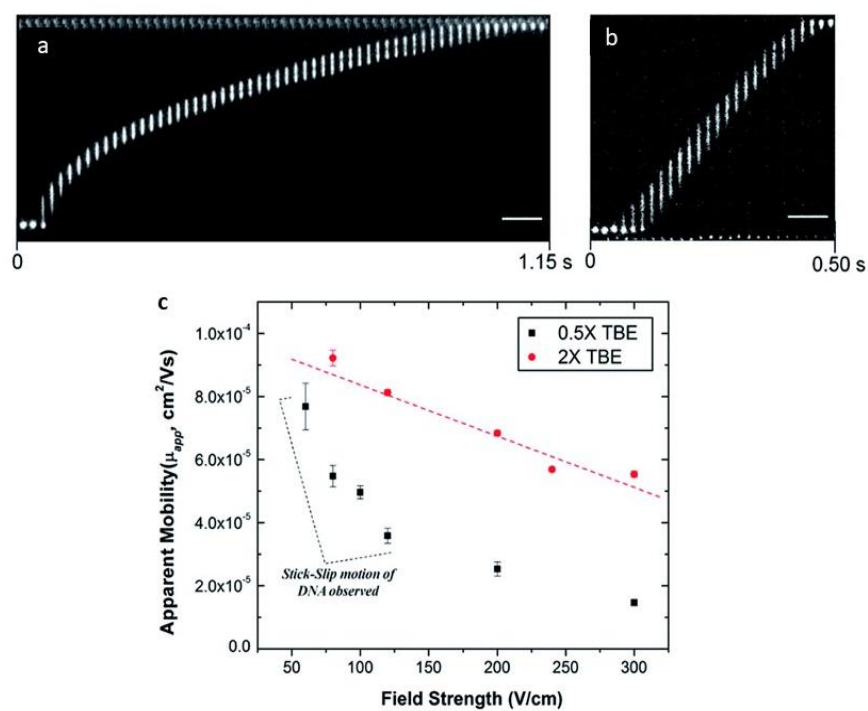 a
b
0 1.15 s
0 0.50 s
c
1.0x10⁻⁴
8.0x10⁻⁵
6.0x10⁻⁵
4.0x10⁻⁵
2.0x10⁻⁵
0.0
Apparent Mobility(μapp, cm²/Vs)
0.5X TBE
2X TBE
Stick-Slip motion of
DNA observed
50 100 150 200 250 300
Field Strength (V/cm)